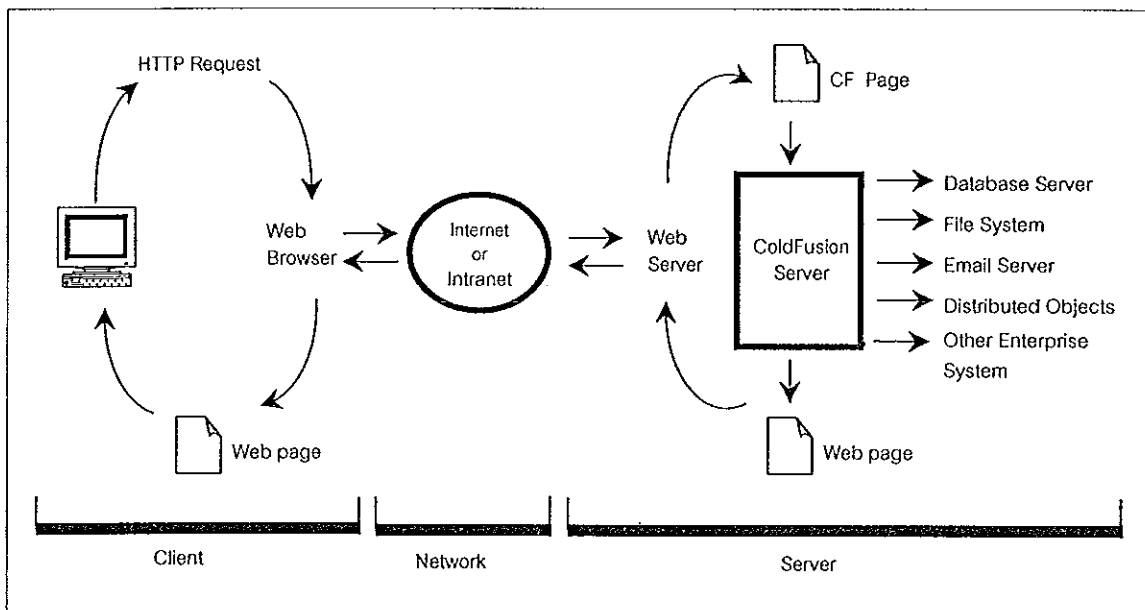 HTTP Request
Web
Browser
Web page
Internet
or
Intranet
Web
Server
CF Page
ColdFusion
Server
Database Server
File System
Email Server
Distributed Objects
Other Enterprise
System
Web page
Client
Network
Server